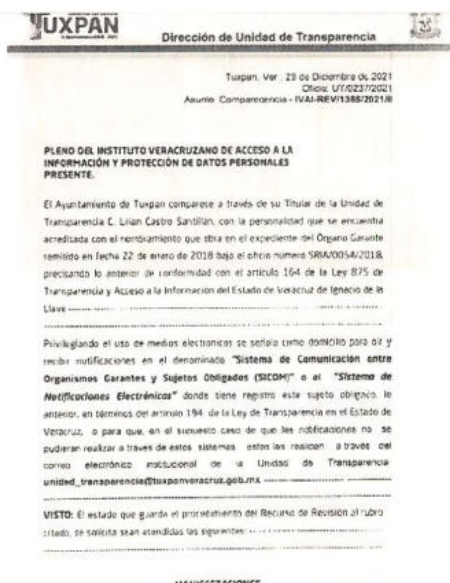 TUXPAN
Dirección de Unidad de Transparencia
Tuxpan, Ver., 29 de Diciembre de 2021
Oficio: UT/0237/2021
Asunto: Comparecencia - IVAI-REV/1385/2021/II
PLENO DEL INSTITUTO VERACRUZANO DE ACCESO A LA
INFORMACIÓN Y PROTECCIÓN DE DATOS PERSONALES
PRESENTE.
El Ayuntamiento de Tuxpan comparece a través de su Titular de la Unidad de
Transparencia C. Lilian Castro Santillán, con la personalidad que se encuentra
acreditada con el nombramiento que obra en el expediente del Órgano Garante
remitido en fecha 22 de enero de 2018 bajo el oficio número SRIA/0054/2018,
precisando lo anterior de conformidad con el artículo 164 de la Ley 875 de
Transparencia y Acceso a la Información del Estado de Veracruz de Ignacio de la
Llave
Privilegiando el uso de medios electrónicos se señala como domicilio para oír y
recibir notificaciones en el denominado "Sistema de Comunicación entre
Organismos Garantes y Sujetos Obligados (SICOM)" o al "Sistema de
Notificaciones Electrónicas" donde tiene registro este sujeto obligado, lo
anterior, en términos del artículo 194 de la Ley de Transparencia en el Estado de
Veracruz, o para que, en el supuesto caso de que las notificaciones no se
pudieran realizar a través de estos sistemas estas las realicen a través del
correo electrónico institucional de la Unidad de Transparencia
unidad_transparencia@tuxpanveracruz.gob.mx
VISTO: El estado que guarda el procedimiento del Recurso de Revisión al rubro
citado, se solicita sean atendidas las siguientes:
MANIFESTACIONES